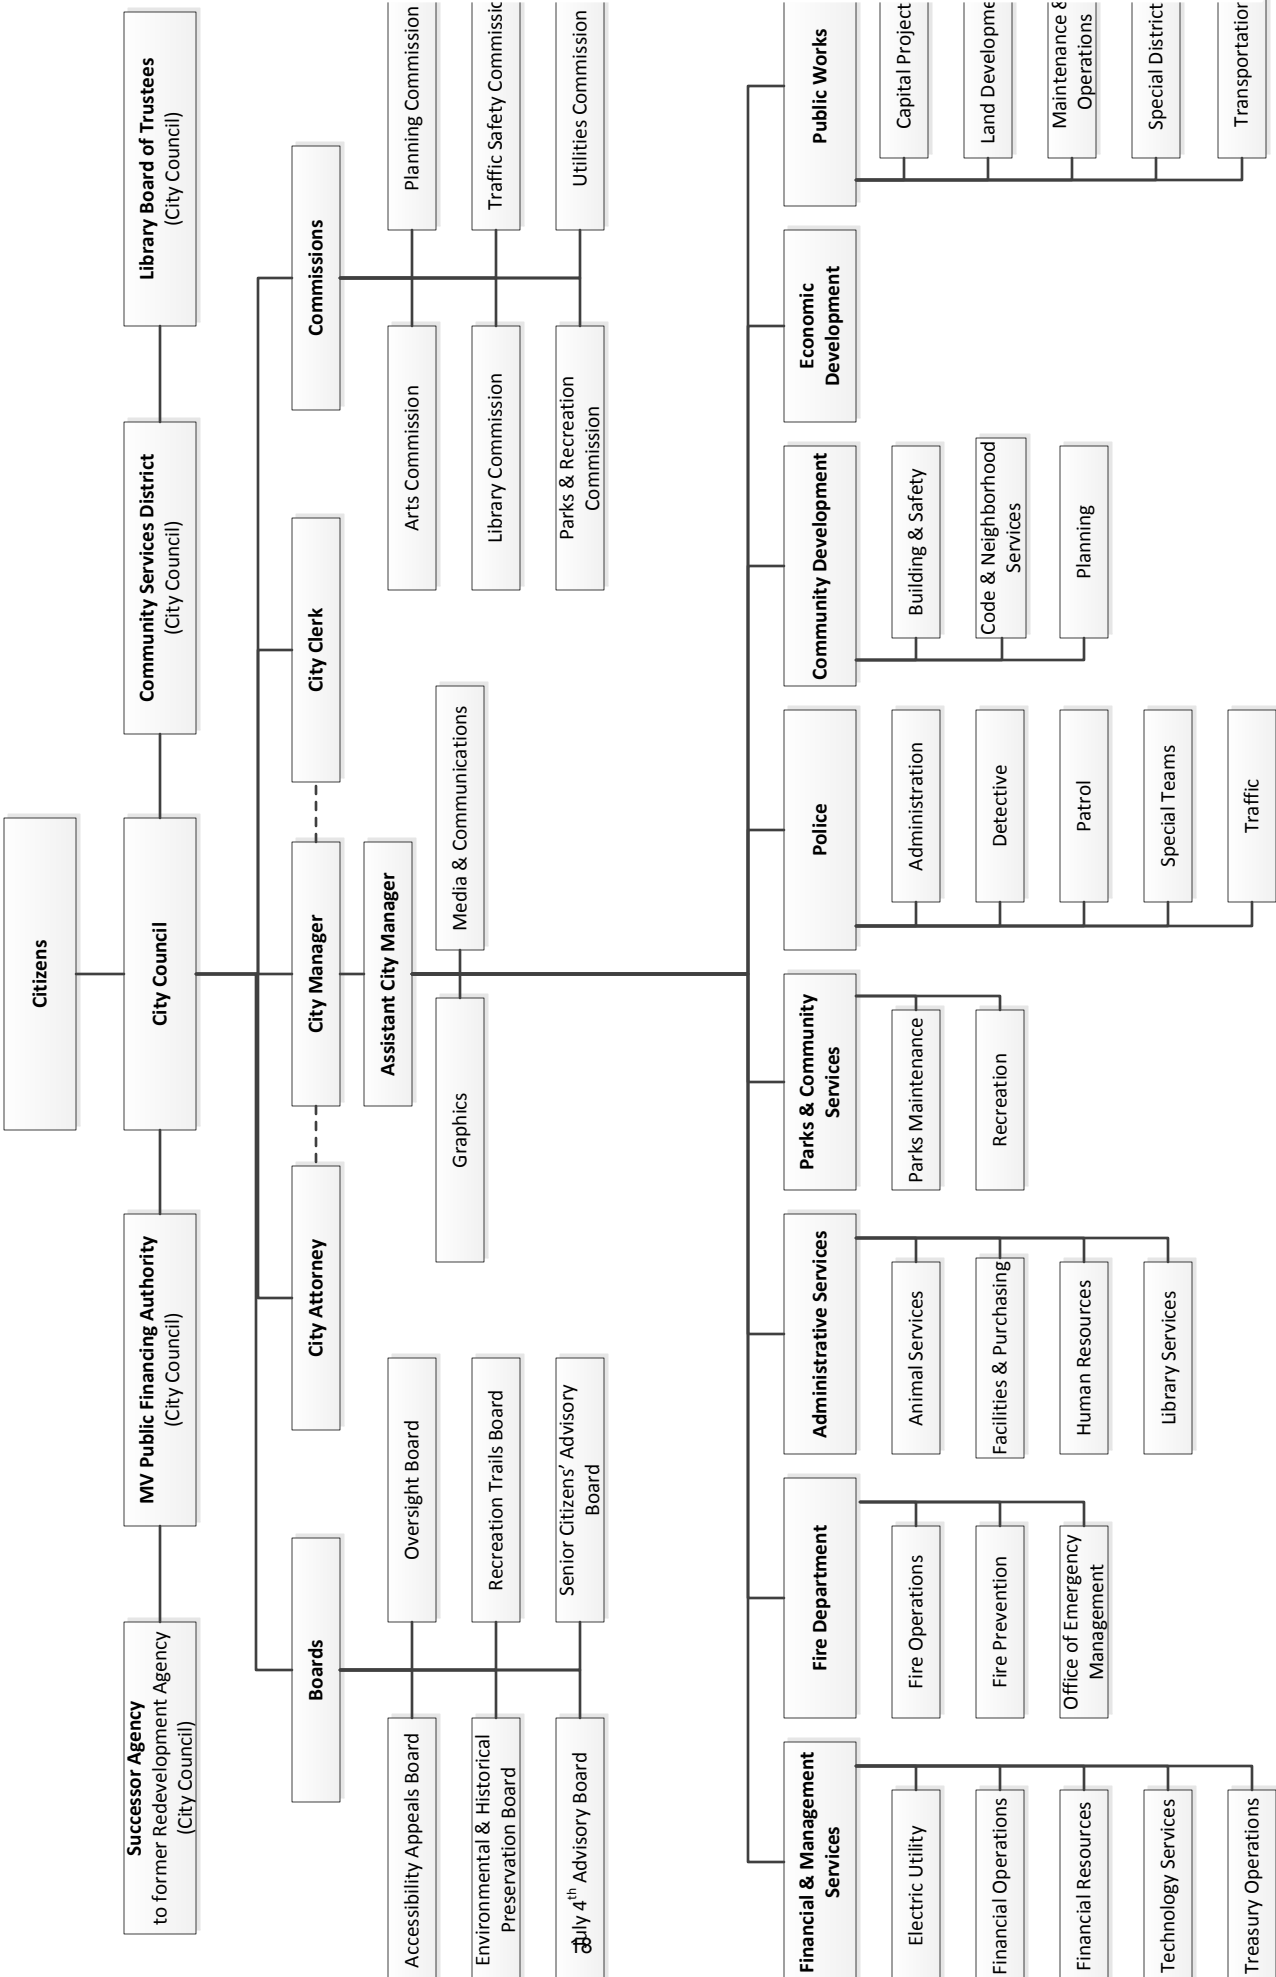 Citizens
Successor Agency
to former Redevelopment Agency
(City Council)
MV Public Financing Authority
(City Council)
City Council
Community Services District
(City Council)
Library Board of Trustees
(City Council)
Boards
City Attorney
City Manager
City Clerk
Commissions
Assistant City Manager
Accessibility Appeals Board
Oversight Board
Arts Commission
Planning Commission
Graphics
Media & Communications
Environmental & Historical
Preservation Board
Recreation Trails Board
Library Commission
Traffic Safety Commissio
July 4th Advisory Board
Senior Citizens’ Advisory
Board
Parks & Recreation
Commission
Utilities Commission
18
Financial & Management
Services
Fire Department
Administrative Services
Parks & Community
Services
Police
Community Development
Economic
Development
Public Works
Electric Utility
Financial Operations
Financial Resources
Technology Services
Treasury Operations
Fire Operations
Fire Prevention
Office of Emergency
Management
Animal Services
Facilities & Purchasing
Human Resources
Library Services
Parks Maintenance
Recreation
Administration
Detective
Patrol
Special Teams
Traffic
Building & Safety
Code & Neighborhood
Services
Planning
Capital Project
Land Developme
Maintenance &
Operations
Special District
Transportation